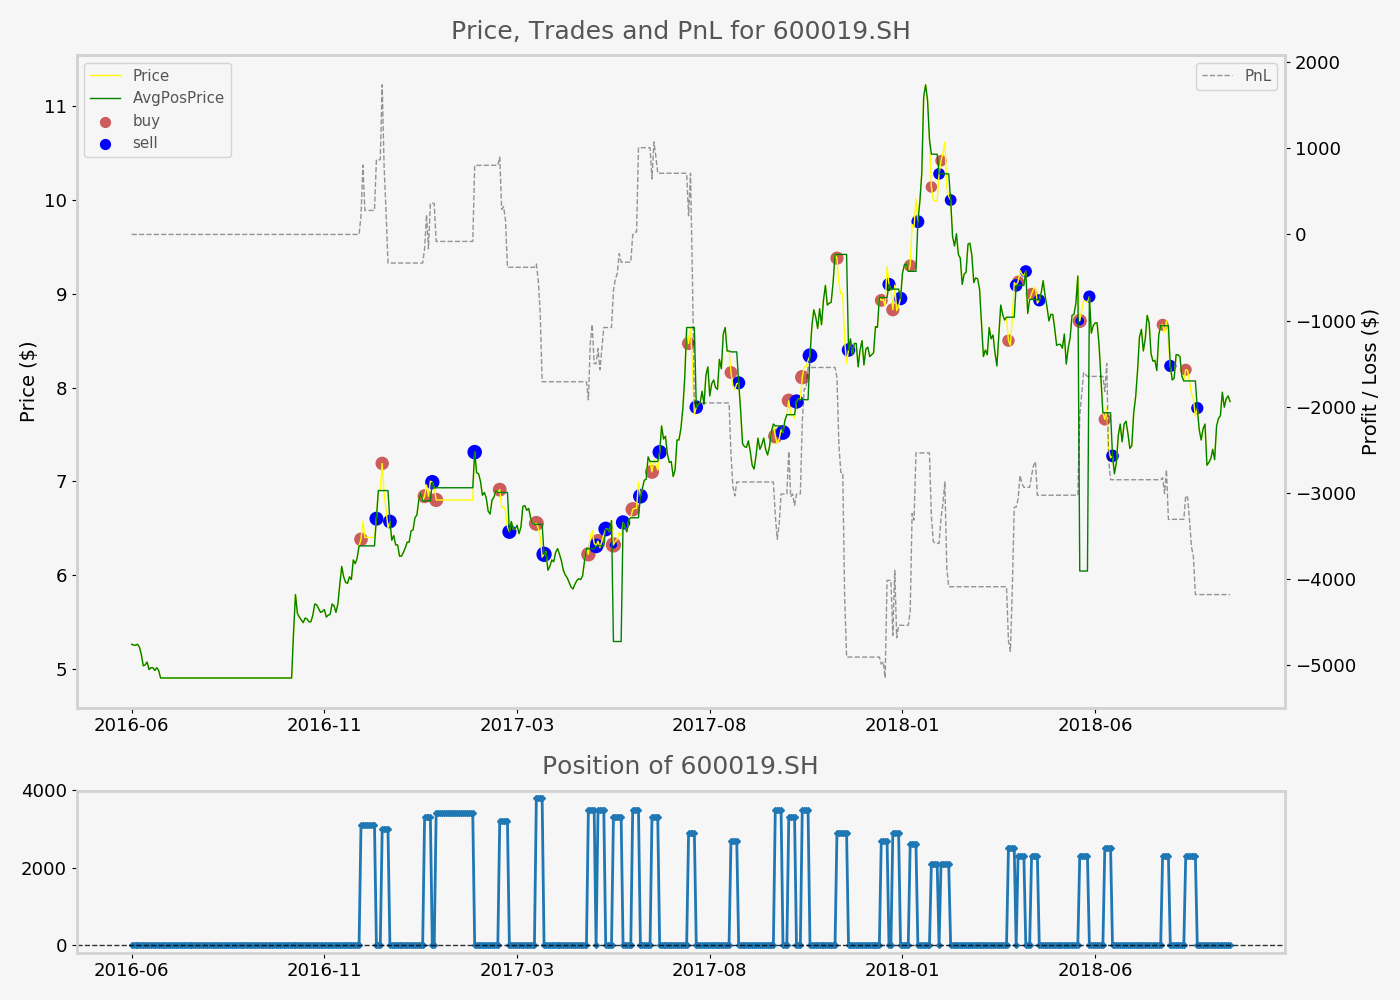 Price, Trades and PnL for 600019.SH
Price
AvgPosPrice
buy
sell
PnL
Price ($)
11
10
9
8
7
6
5
2000
1000
0
−1000
−2000
−3000
−4000
−5000
Profit / Loss ($)
2016-06 2016-11 2017-03 2017-08 2018-01 2018-06
Position of 600019.SH
4000
2000
0
2016-06 2016-11 2017-03 2017-08 2018-01 2018-06